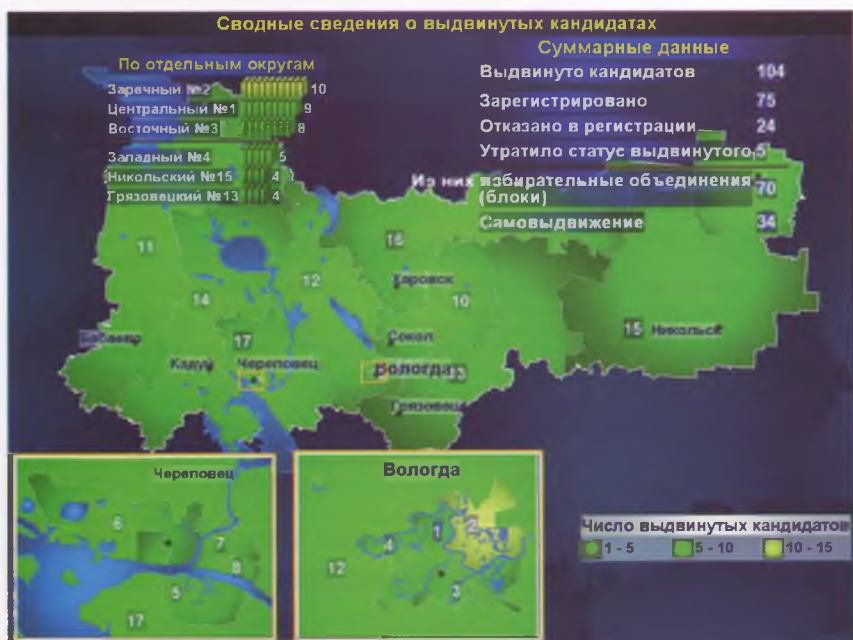 Сводные сведения о выдвинутых кандидатах
По отдельным округам
Заречный №2 10
Центральный №1 9
Восточный №3 8
Западный №4 5
Никольский №15 4
Грязовецкий №13 4
Суммарные данные
Выдвинуто кандидатов 104
Зарегистрировано 75
Отказано в регистрации 24
Утратило статус выдвинутого 5
Из них избирательные объединения
(блоки) 70
Самовыдвижение 34
11
16
12
Харовск
10
14
15 Никольск
Бабаево
17
Сокол
Кадуй Череповец
Вологда
Грязовец
Череповец
6
7
8
5
17
Вологда
1
2
4
12
3
Число выдвинутых кандидатов
1 - 5 5 - 10 10 - 15